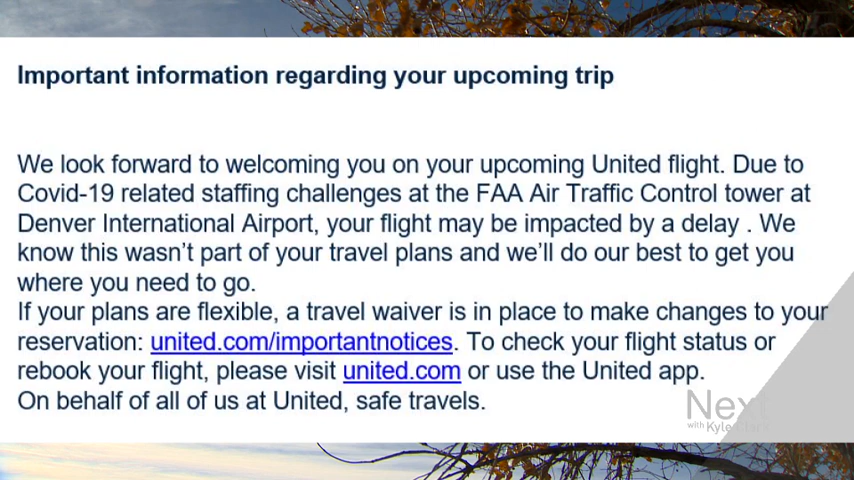 Important information regarding your upcoming trip
We look forward to welcoming you on your upcoming United flight. Due to
Covid-19 related staffing challenges at the FAA Air Traffic Control tower at
Denver International Airport, your flight may be impacted by a delay . We
know this wasn’t part of your travel plans and we’ll do our best to get you
where you need to go.
If your plans are flexible, a travel waiver is in place to make changes to your
reservation: united.com/importantnotices. To check your flight status or
rebook your flight, please visit united.com or use the United app.
On behalf of all of us at United, safe travels.
Next
with Kyle Clark